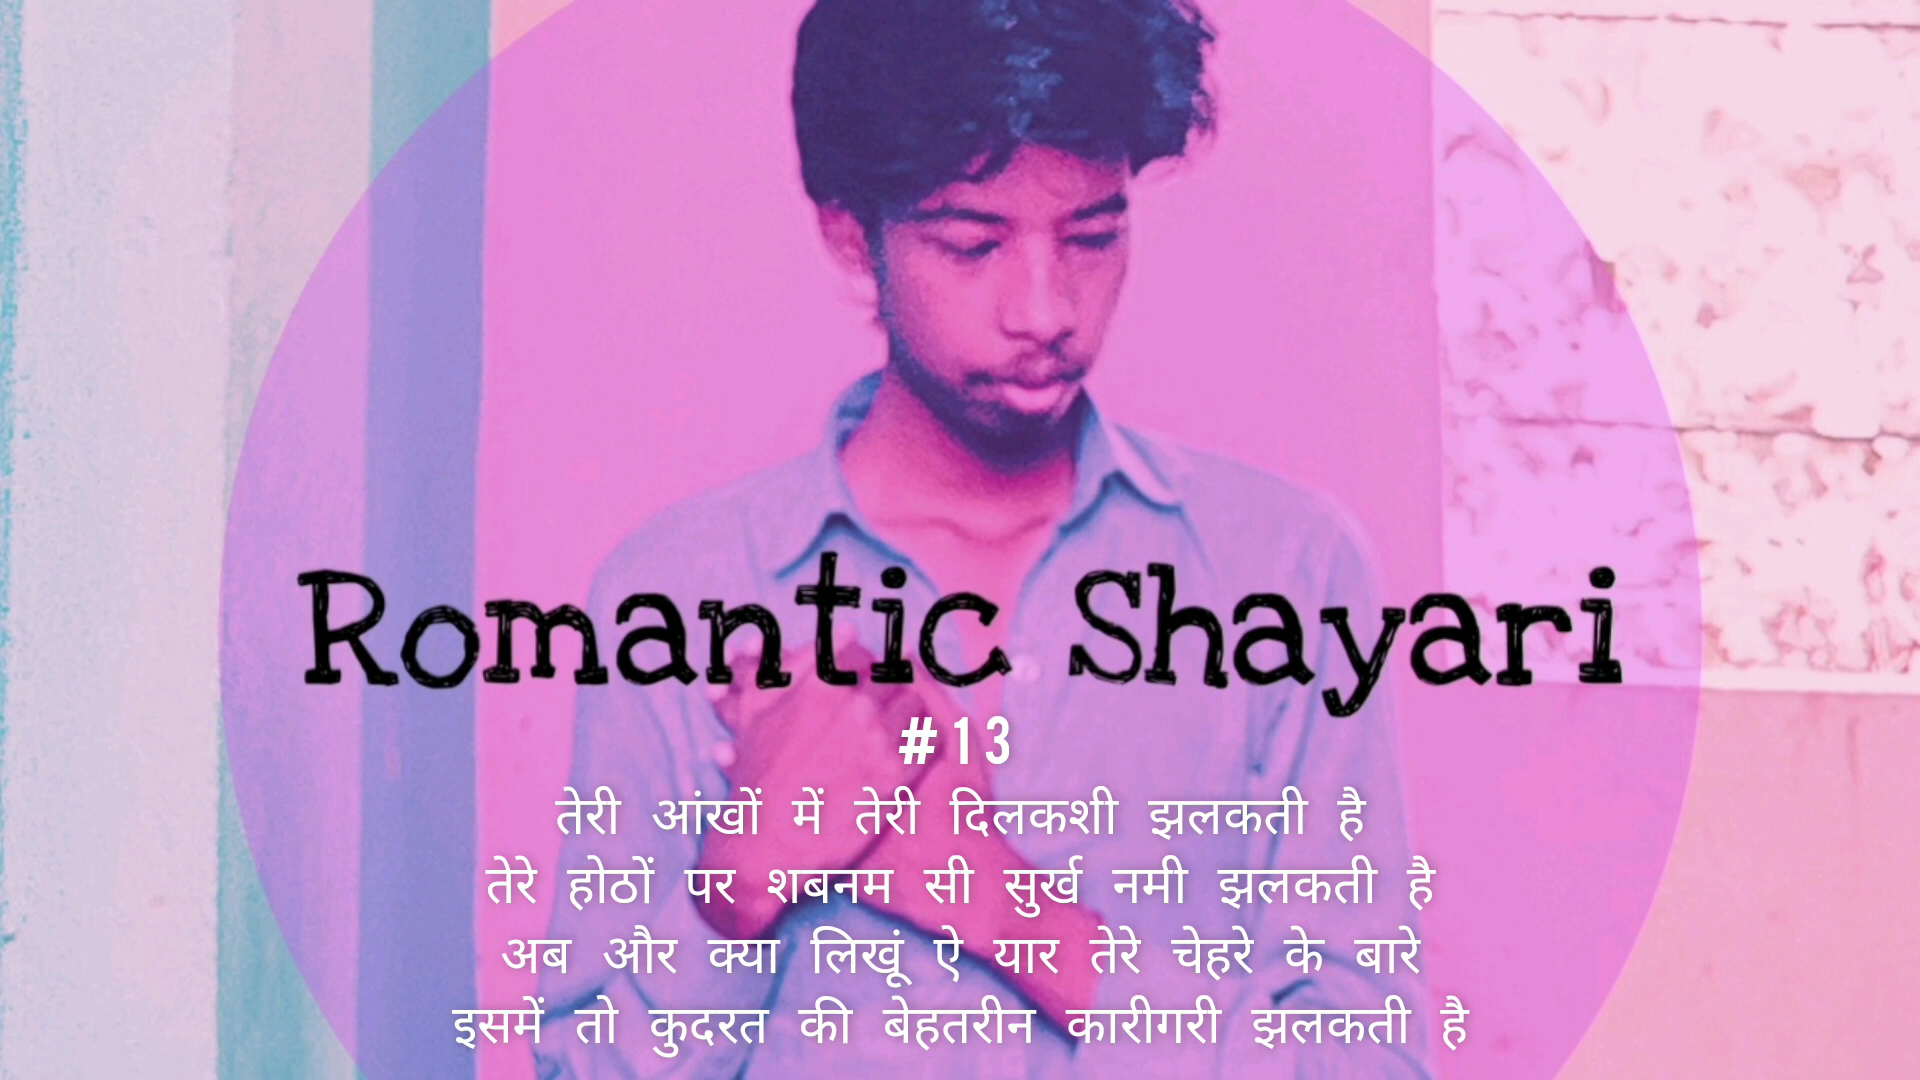 Romantic Shayari
#13
तेरी आंखों में तेरी दिलकशी झलकती है
तेरे होठों पर शबनम सी सुर्ख नमी झलकती है
अब और क्या लिखूं ऐ यार तेरे चेहरे के बारे
इसमें तो कुदरत की बेहतरीन कारीगरी झलकती है